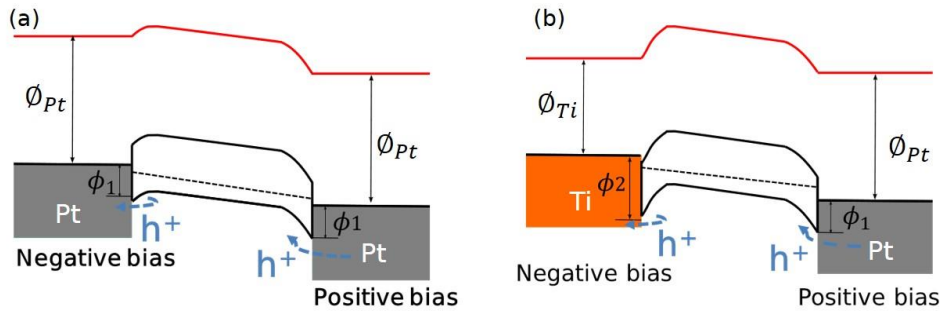 (a)
∅Pt
∅Pt
ϕ1
Pt
h+
Negative bias
ϕ1
h+
Pt
Positive bias
(b)
∅Ti
∅Pt
ϕ2
Ti
h+
Negative bias
ϕ1
h+
Pt
Positive bias